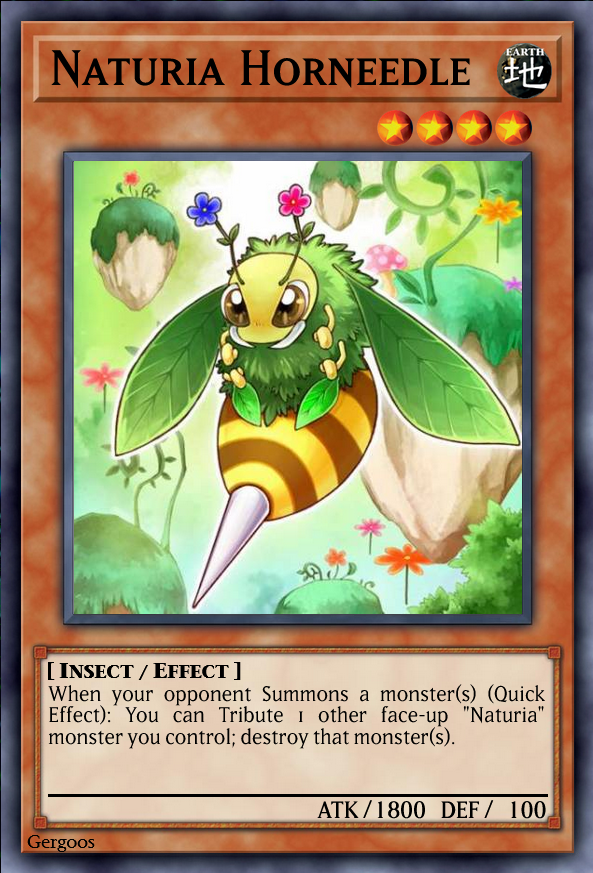 Naturia Horneedle
EARTH
地
[ Insect / Effect ]
When your opponent Summons a monster(s) (Quick
Effect): You can Tribute 1 other face-up "Naturia"
monster you control; destroy that monster(s).
ATK / 1800 DEF / 100
Gergoos